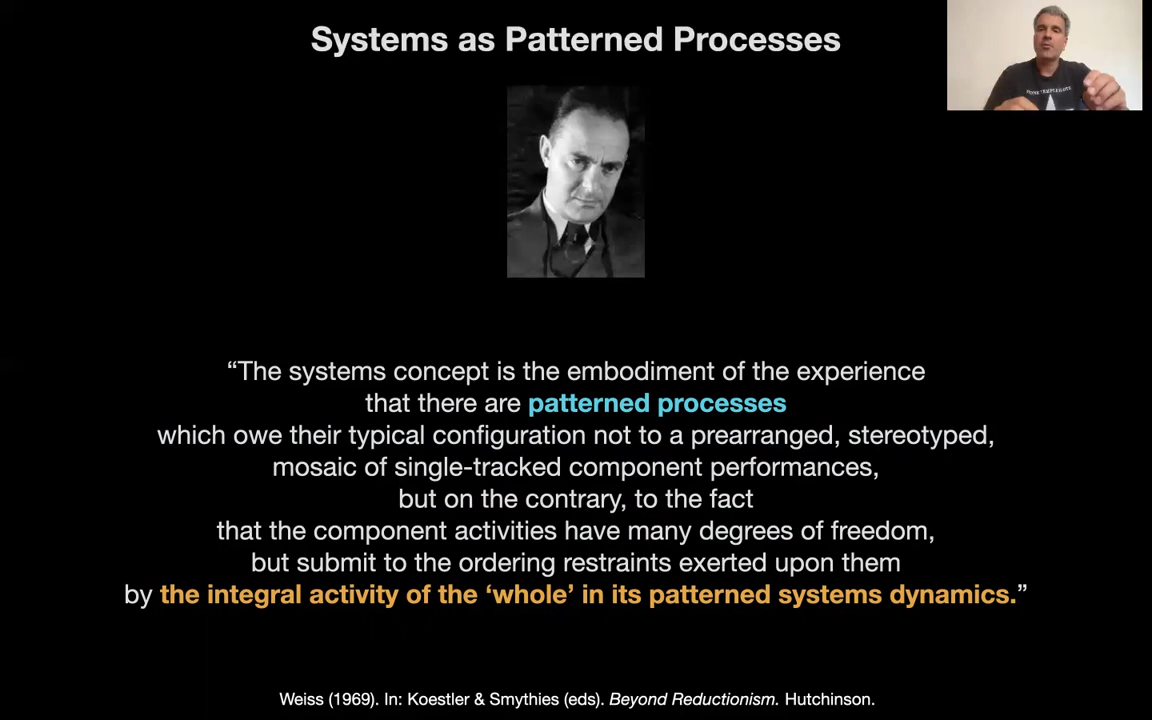 Systems as Patterned Processes
“The systems concept is the embodiment of the experience
that there are patterned processes
which owe their typical configuration not to a prearranged, stereotyped,
mosaic of single-tracked component performances,
but on the contrary, to the fact
that the component activities have many degrees of freedom,
but submit to the ordering restraints exerted upon them
by the integral activity of the ‘whole’ in its patterned systems dynamics.”
Weiss (1969). In: Koestler & Smythies (eds). Beyond Reductionism. Hutchinson.